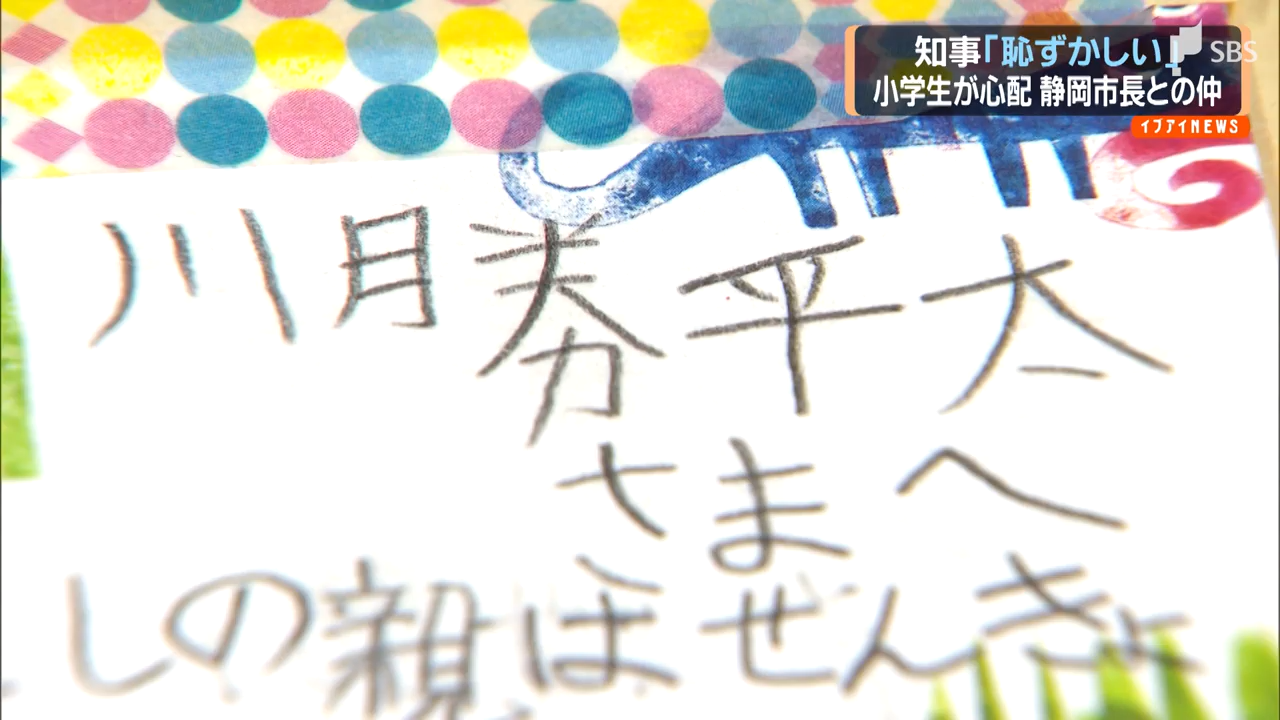 知事「恥ずかしい」
小学生が心配 静岡市長との仲
SBS
イブアイNEWS
川勝平太
さまへ
しの親はせんきょ